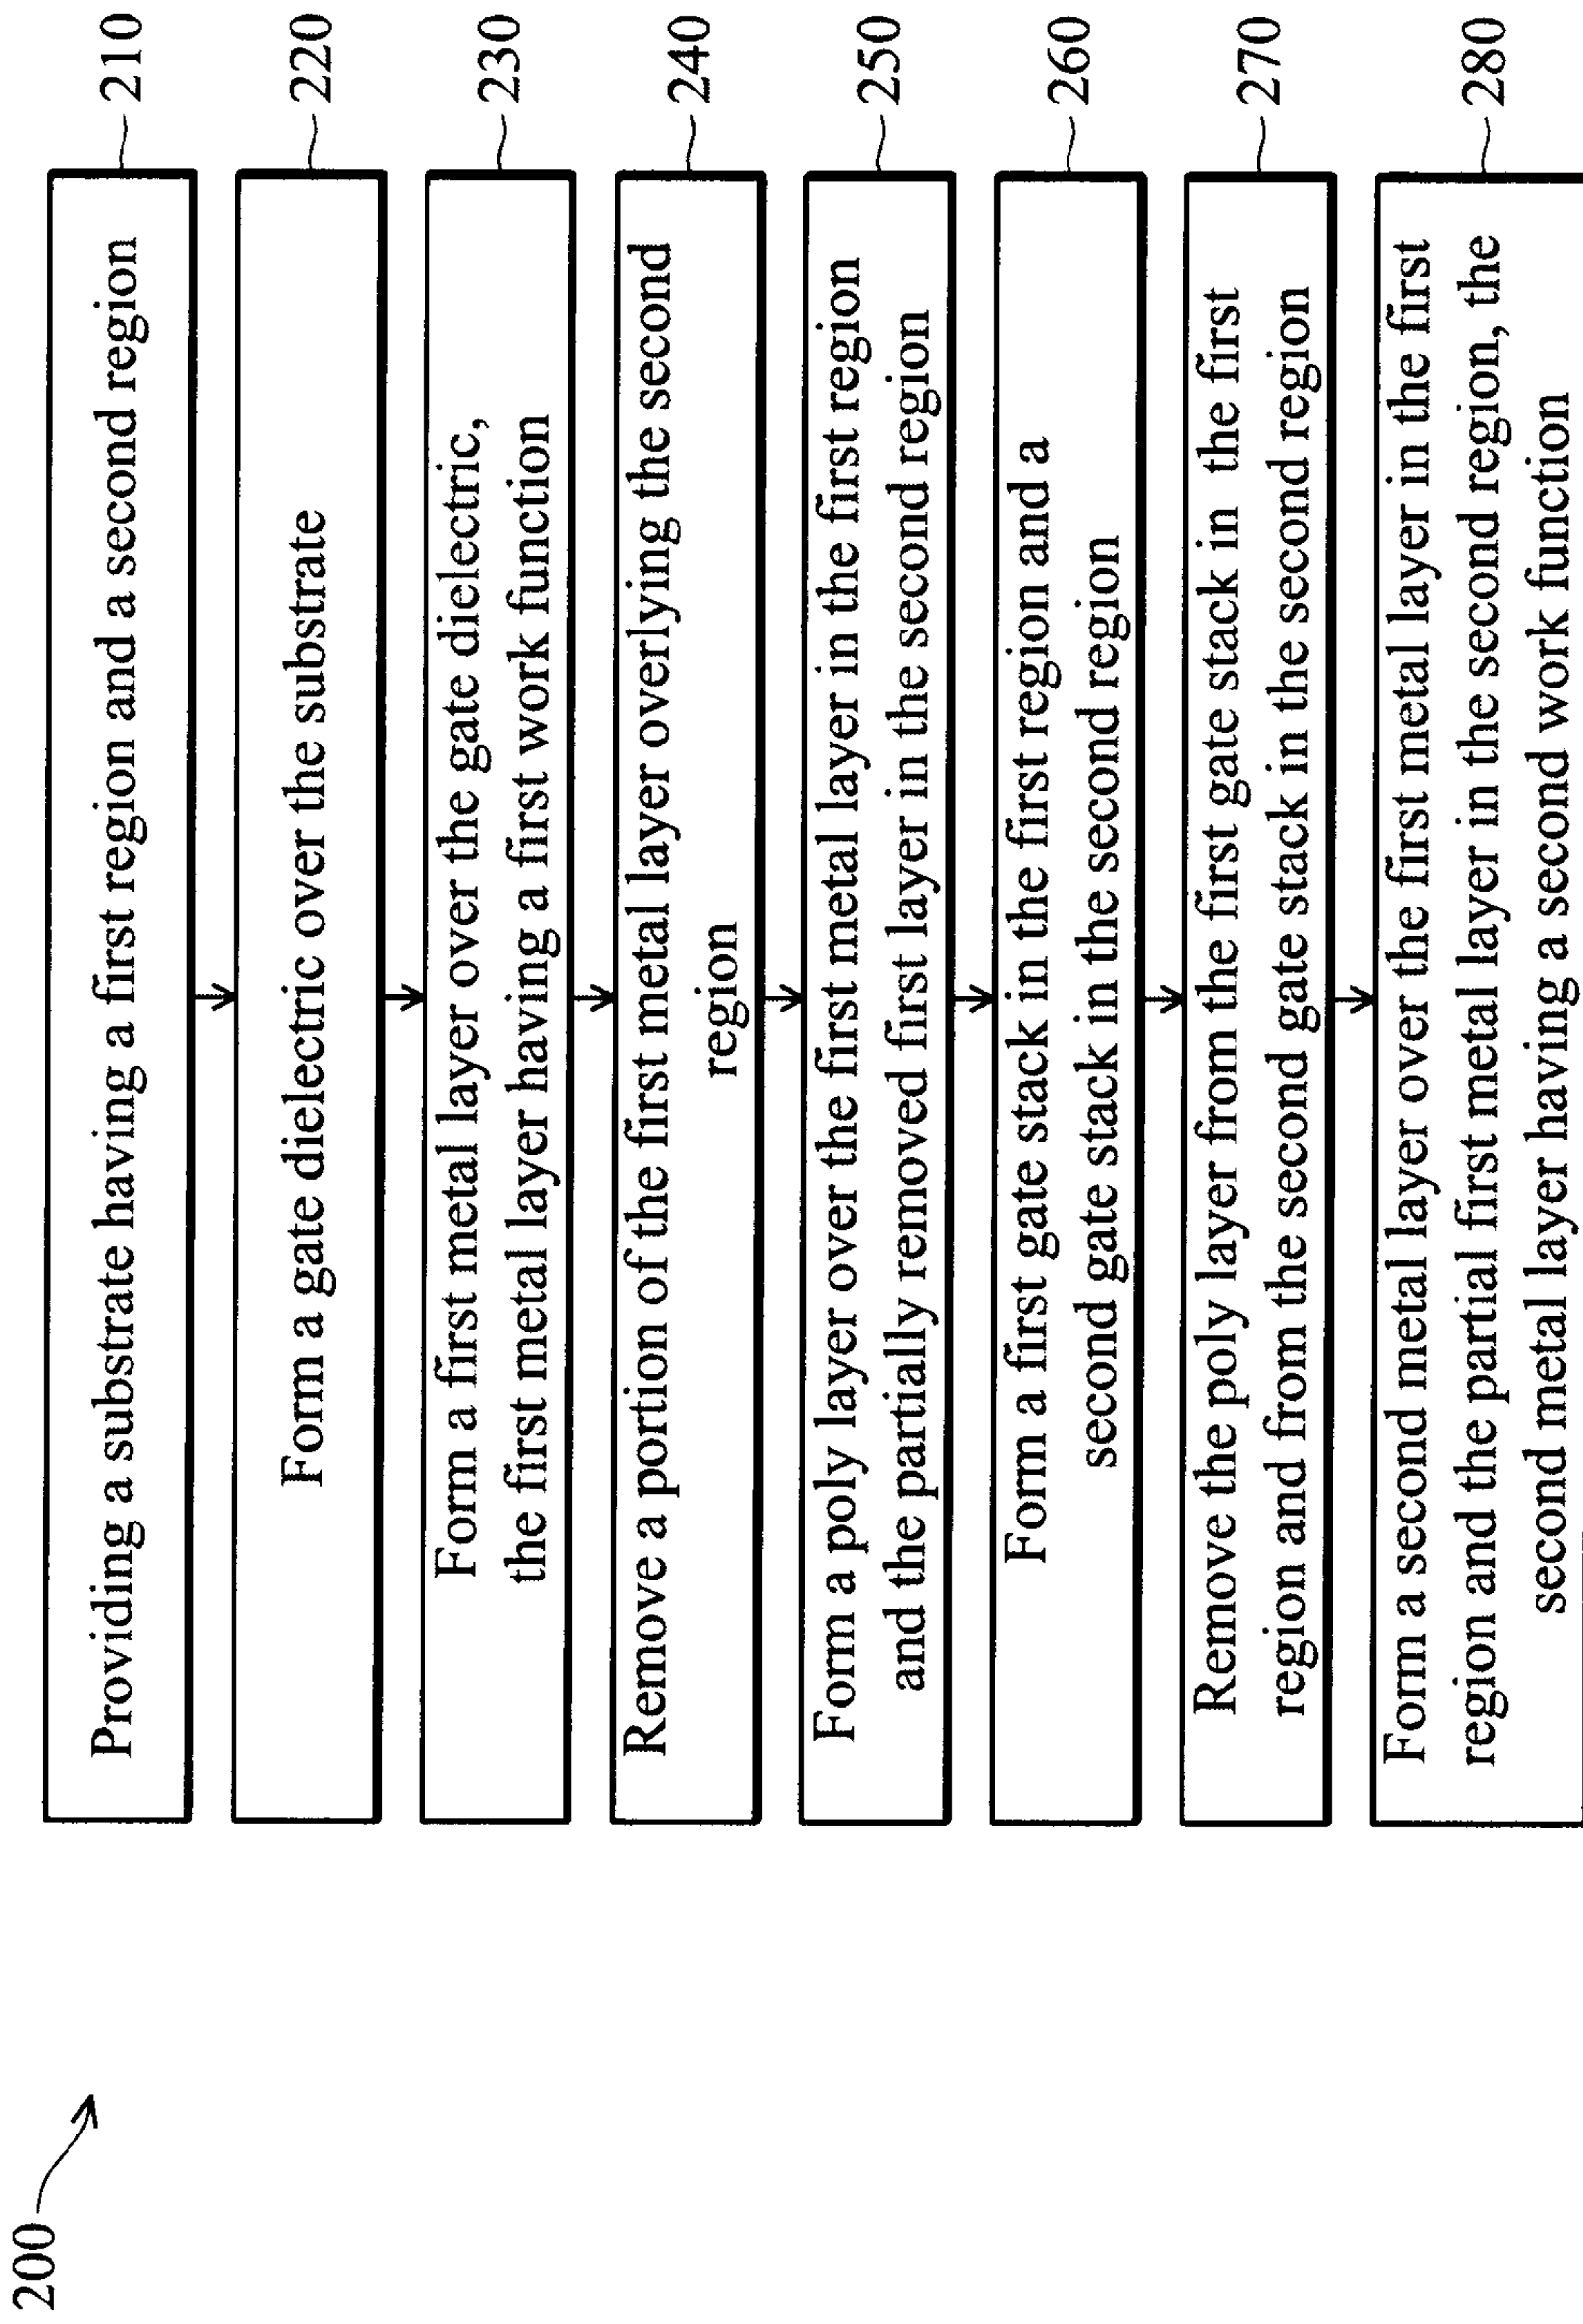 200
Providing a substrate having a first region and a second region
210
Form a gate dielectric over the substrate
220
Form a first metal layer over the gate dielectric,
the first metal layer having a first work function
230
Remove a portion of the first metal layer overlying the second
region
240
Form a poly layer over the first metal layer in the first region
and the partially removed first layer in the second region
250
Form a first gate stack in the first region and a
second gate stack in the second region
260
Remove the poly layer from the first gate stack in the first
region and from the second gate stack in the second region
270
Form a second metal layer over the first metal layer in the first
region and the partial first metal layer in the second region, the
second metal layer having a second work function
280